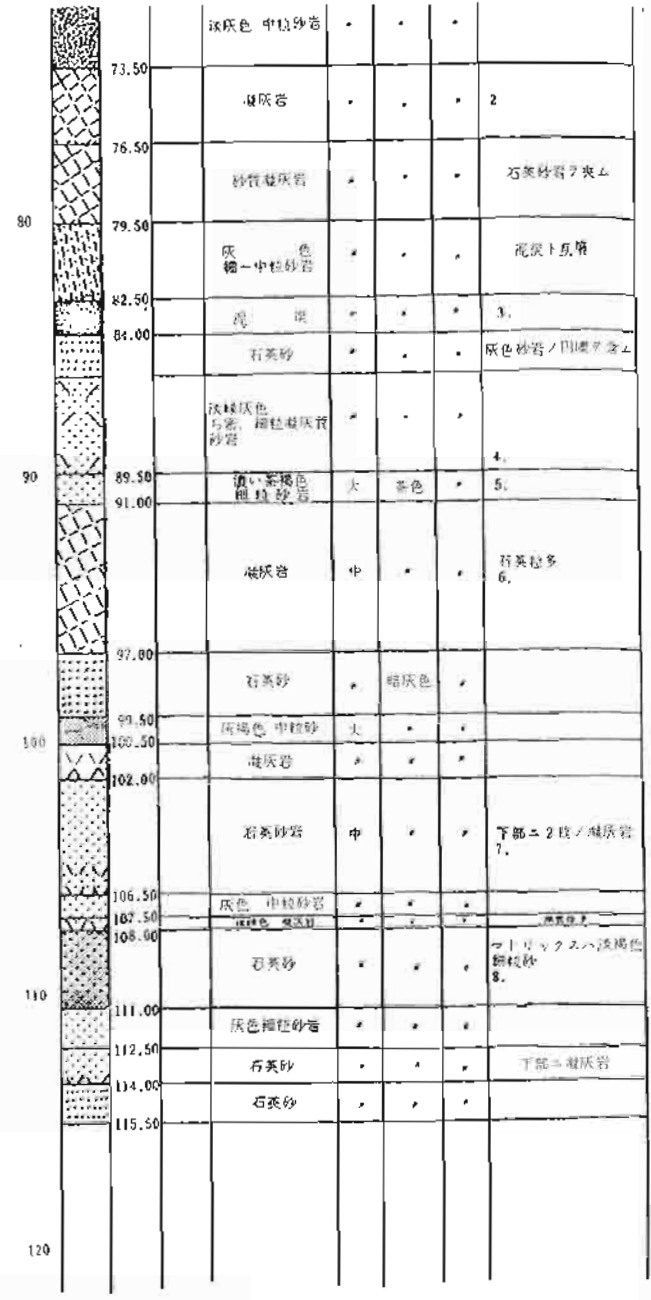 淡灰色 中粒砂岩 〃 〃 〃
73.50
凝灰岩 〃 〃 〃 2
76.50
砂質凝灰岩 〃 〃 〃 石英砂岩ヲ夾ム
80
79.50
灰 色
細～中粒砂岩 〃 〃 〃 泥炭ト互層
82.50
泥 炭 〃 〃 〃 3.
84.00
石英砂 〃 〃 〃 灰色砂岩ノ円礫ヲ含ム
淡緑灰色
ち密、細粒凝灰質
砂岩 〃 〃 〃
4.
90
89.50
濃い茶褐色
細粒砂岩 大 茶色 〃 5.
91.00
凝灰岩 中 〃 〃 石英粒多
6.
97.00
石英砂 〃 暗灰色 〃
99.50
灰褐色 中粒砂 大 〃 〃
100
100.50
凝灰岩 〃 〃 〃
102.00
石英砂岩 中 〃 〃 下部ニ2段ノ凝灰岩
7.
106.50
灰色 中粒砂岩 〃 〃 〃
107.50
凝灰岩 〃 〃 〃
108.00
石英砂 〃 〃 〃 マトリックスハ淡褐色
細粒砂
8.
110
111.00
灰色細粒砂岩 〃 〃 〃
112.50
石英砂 〃 〃 〃 下部ニ凝灰岩
114.00
石英砂 〃 〃 〃
115.50
120